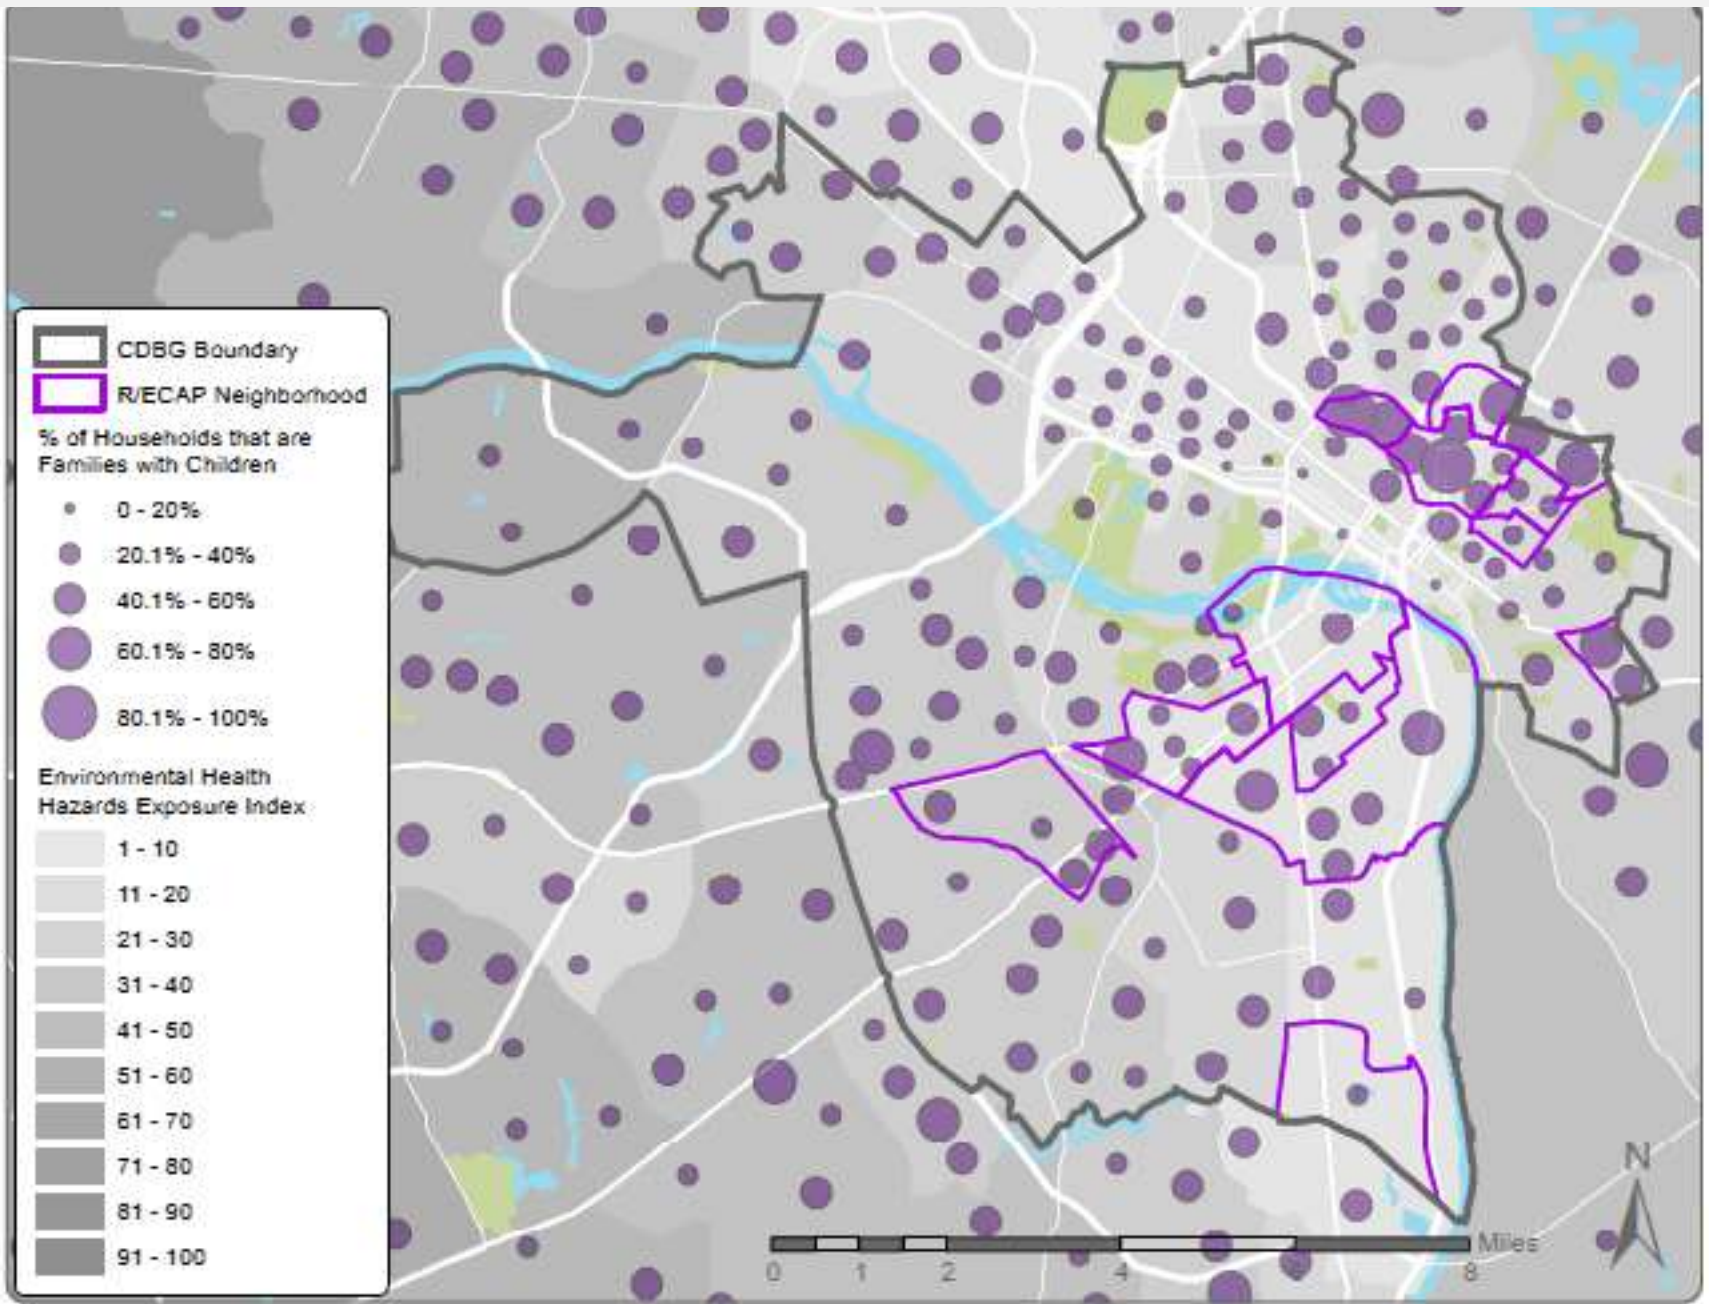 CDBG Boundary
R/ECAP Neighborhood
% of Households that are
Families with Children
0 - 20%
20.1% - 40%
40.1% - 60%
60.1% - 80%
80.1% - 100%
Environmental Health
Hazards Exposure Index
1 - 10
11 - 20
21 - 30
31 - 40
41 - 50
51 - 60
61 - 70
71 - 80
81 - 90
91 - 100
N
Miles
0 1 2 4 6 8